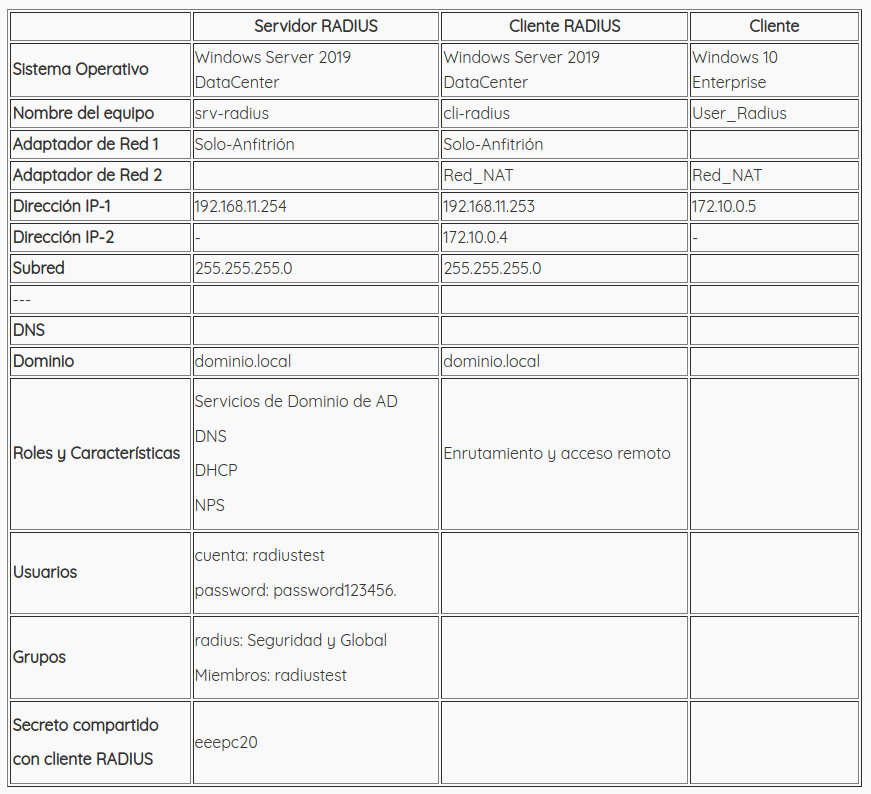 Servidor RADIUS Cliente RADIUS Cliente
Sistema Operativo Windows Server 2019 DataCenter Windows Server 2019 DataCenter Windows 10 Enterprise
Nombre del equipo srv-radius cli-radius User_Radius
Adaptador de Red 1 Solo-Anfitrión Solo-Anfitrión
Adaptador de Red 2 Red_NAT Red_NAT
Dirección IP-1 192.168.11.254 192.168.11.253 172.10.0.5
Dirección IP-2 - 172.10.0.4 -
Subred 255.255.255.0 255.255.255.0
---
DNS
Dominio dominio.local dominio.local
Roles y Características
Servicios de Dominio de AD
DNS
DHCP
NPS
Enrutamiento y acceso remoto
Usuarios
cuenta: radiustest
password: password123456.
Grupos
radius: Seguridad y Global
Miembros: radiustest
Secreto compartido
con cliente RADIUS
eeepc20